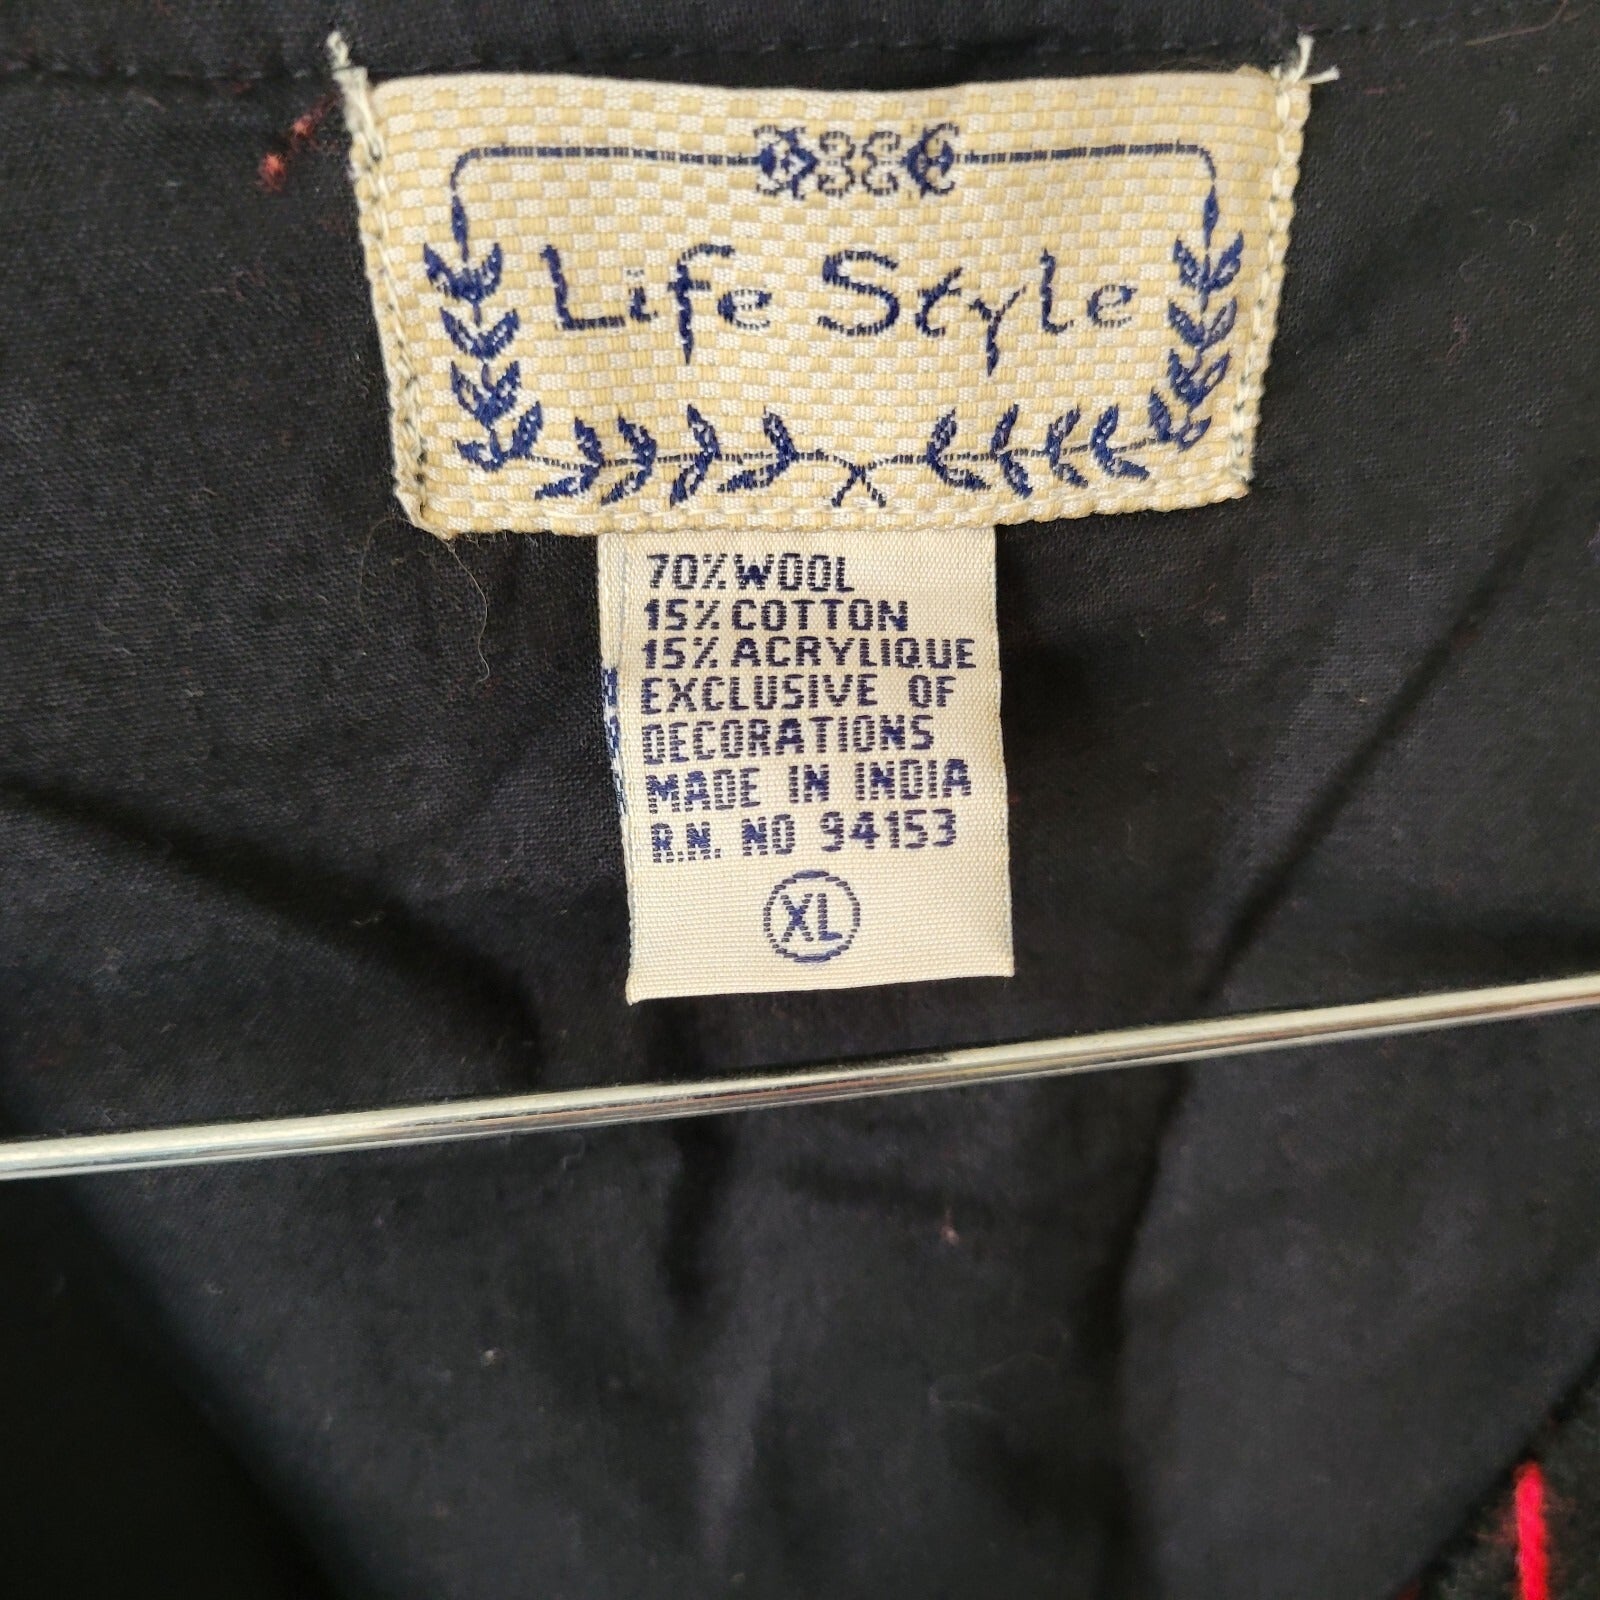 Life Style
70% WOOL
15% COTTON
15% ACRYLIQUE
EXCLUSIVE OF
DECORATIONS
MADE IN INDIA
R.N. NO 94153
XL